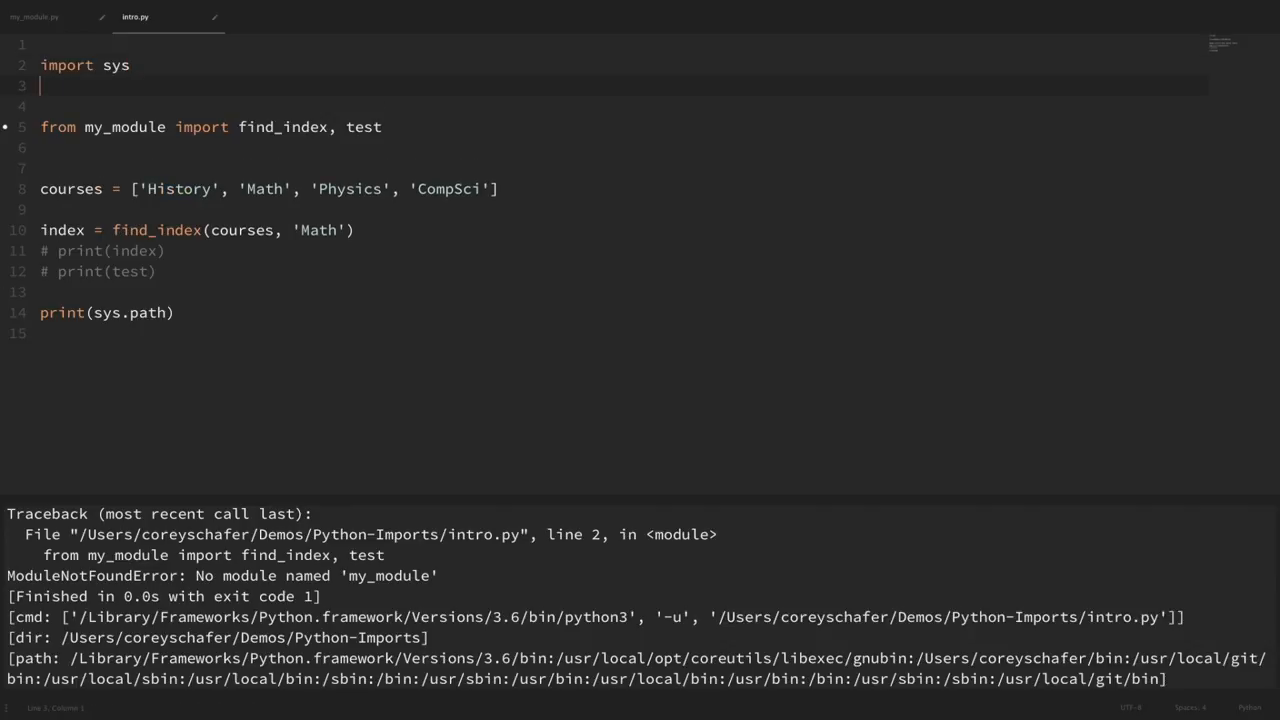 my_module.py
intro.py
1
2 import sys
3
4
5 from my_module import find_index, test
6
7
8 courses = ['History', 'Math', 'Physics', 'CompSci']
9
10 index = find_index(courses, 'Math')
11 # print(index)
12 # print(test)
13
14 print(sys.path)
15
Traceback (most recent call last):
File "/Users/coreyschafer/Demos/Python-Imports/intro.py", line 2, in <module>
from my_module import find_index, test
ModuleNotFoundError: No module named 'my_module'
[Finished in 0.0s with exit code 1]
[cmd: ['/Library/Frameworks/Python.framework/Versions/3.6/bin/python3', '-u', '/Users/coreyschafer/Demos/Python-Imports/intro.py']]
[dir: /Users/coreyschafer/Demos/Python-Imports]
[path: /Library/Frameworks/Python.framework/Versions/3.6/bin:/usr/local/opt/coreutils/libexec/gnubin:/Users/coreyschafer/bin:/usr/local/git/
bin:/usr/local/sbin:/usr/local/bin:/sbin:/bin:/usr/sbin:/usr/bin:/usr/local/bin:/usr/bin:/bin:/usr/sbin:/sbin:/usr/local/git/bin]
Line 3, Column 1
UTF-8
Spaces: 4
Python